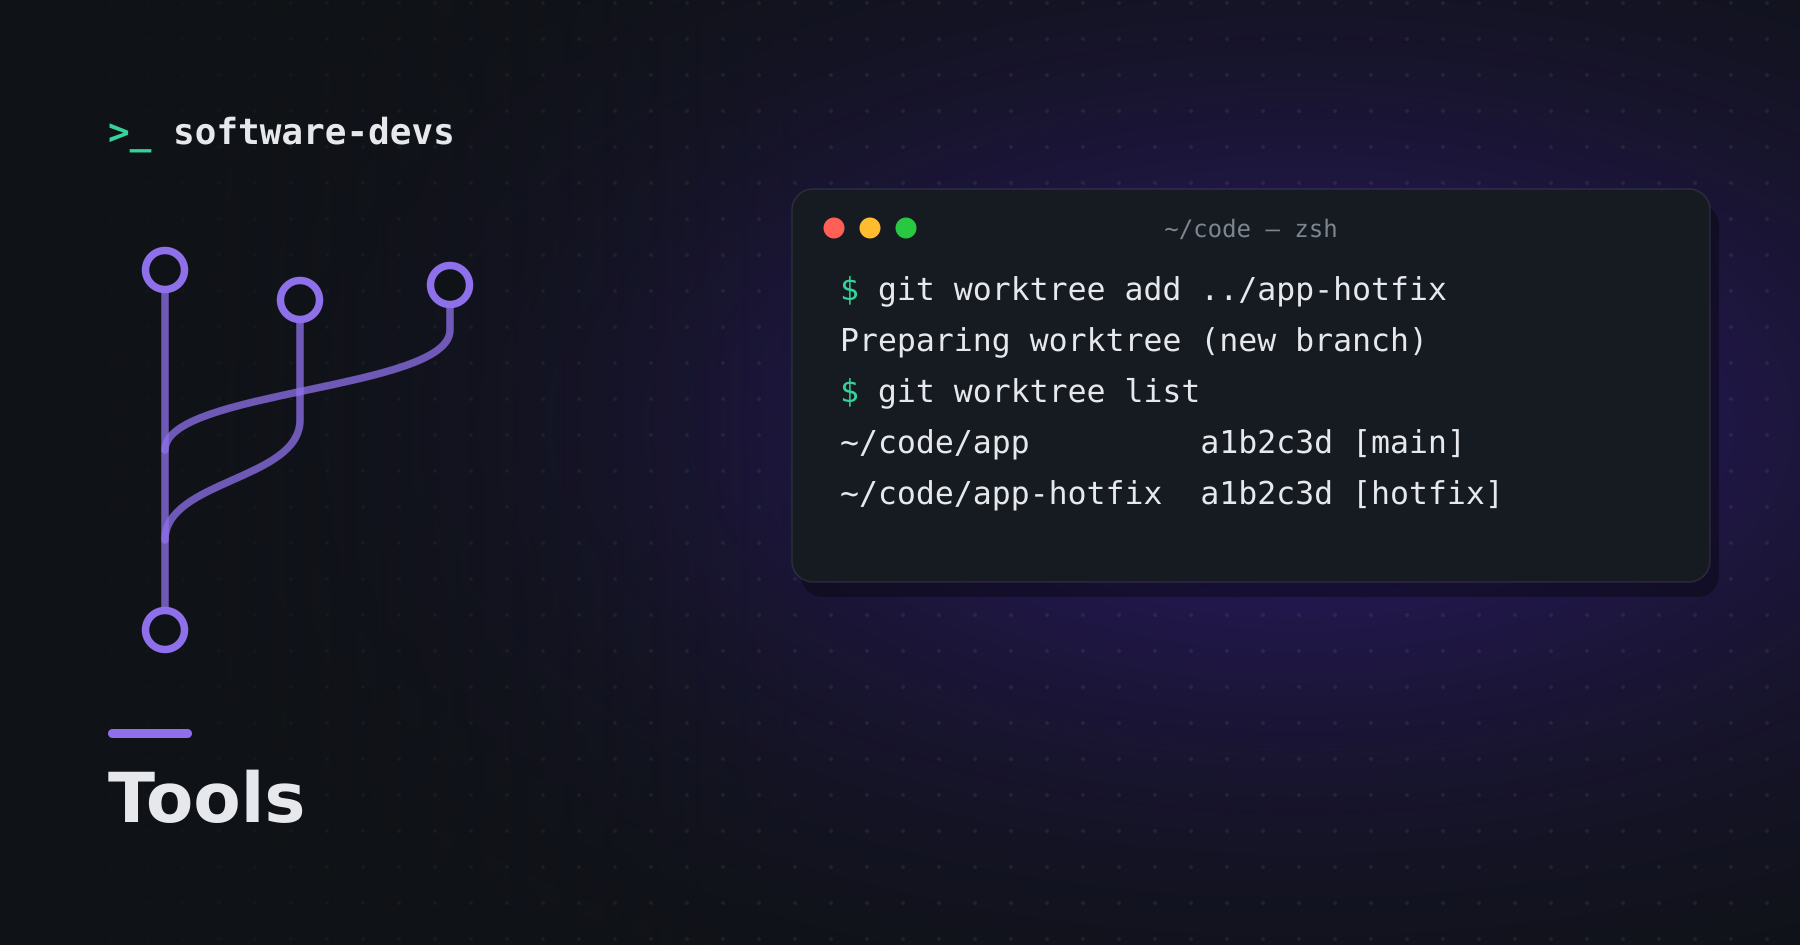 >_ software-devs
~/code — zsh
$ git worktree add ../app-hotfix
Preparing worktree (new branch)
$ git worktree list
~/code/app         a1b2c3d [main]
~/code/app-hotfix  a1b2c3d [hotfix]
Tools